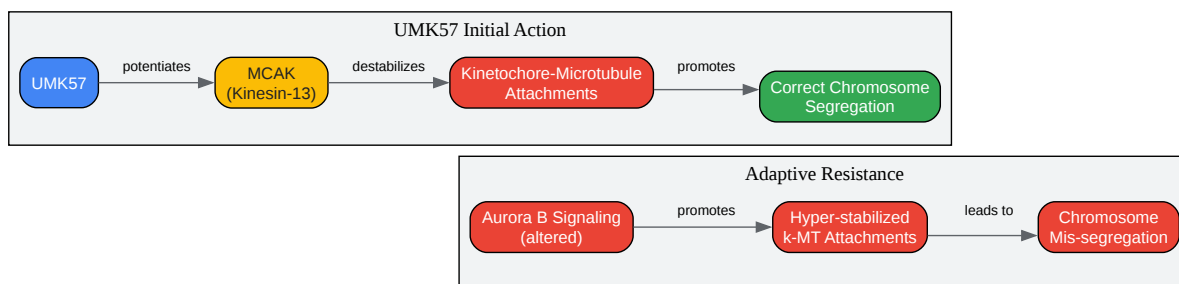 UMK57 Initial Action
UMK57
potentiates
MCAK
(Kinesin-13)
destabilizes
Kinetochore-Microtubule
Attachments
promotes
Correct Chromosome
Segregation
Adaptive Resistance
Aurora B Signaling
(altered)
promotes
Hyper-stabilized
k-MT Attachments
leads to
Chromosome
Mis-segregation